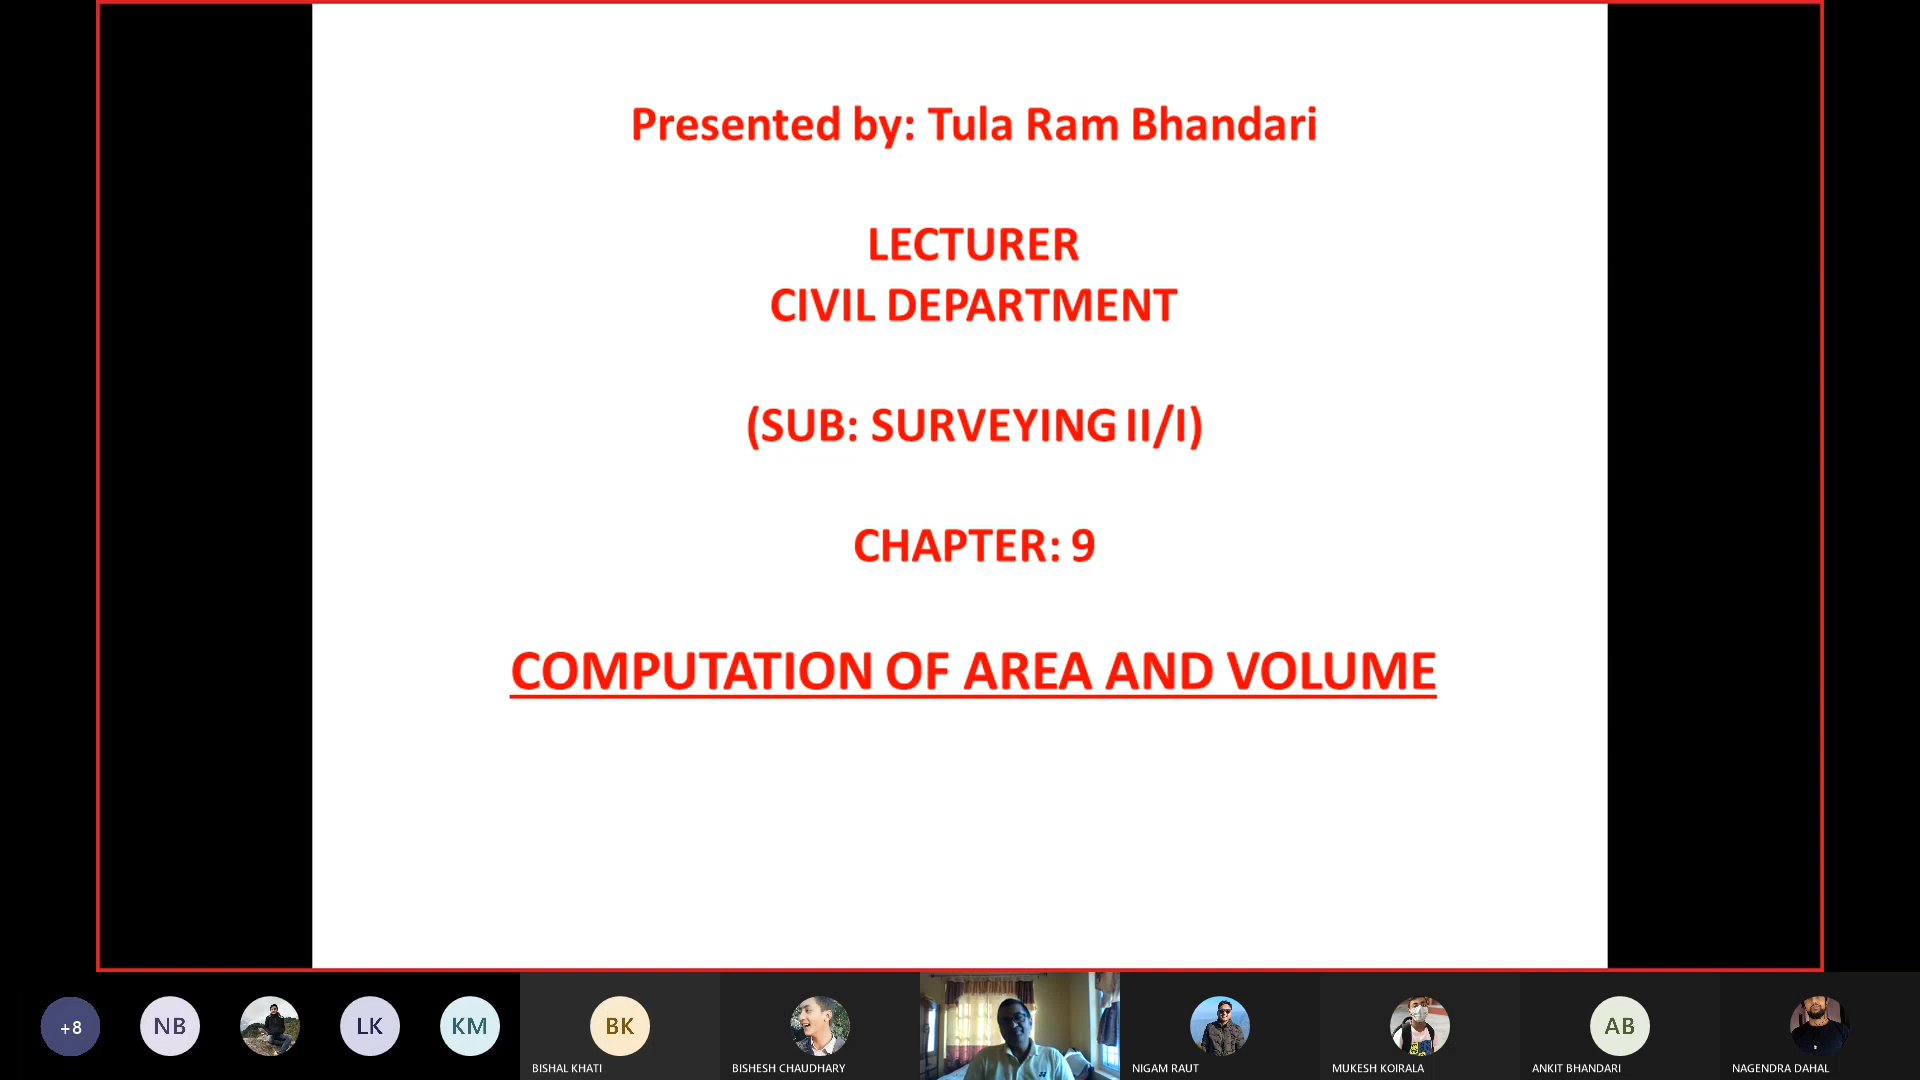 Presented by: Tula Ram Bhandari
LECTURER
CIVIL DEPARTMENT
(SUB: SURVEYING II/I)
CHAPTER: 9
COMPUTATION OF AREA AND VOLUME
+8
NB
LK
KM
BK
AB
BISHAL KHATI
BISHESH CHAUDHARY
NIGAM RAUT
MUKESH KOIRALA
ANKIT BHANDARI
NAGENDRA DAHAL